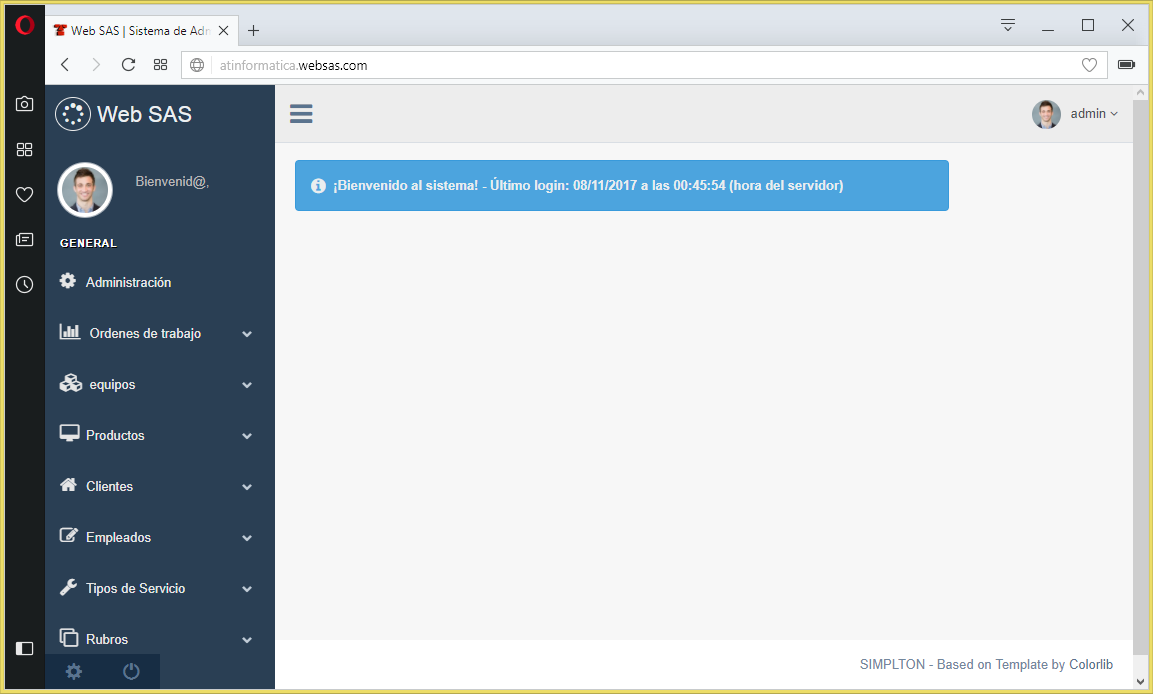 Web SAS | Sistema de Adn
atinformatica.websas.com
Web SAS
admin
Bienvenid@,
¡Bienvenido al sistema! - Último login: 08/11/2017 a las 00:45:54 (hora del servidor)
GENERAL
Administración
Ordenes de trabajo
equipos
Productos
Clientes
Empleados
Tipos de Servicio
Rubros
SIMPLTON - Based on Template by Colorlib